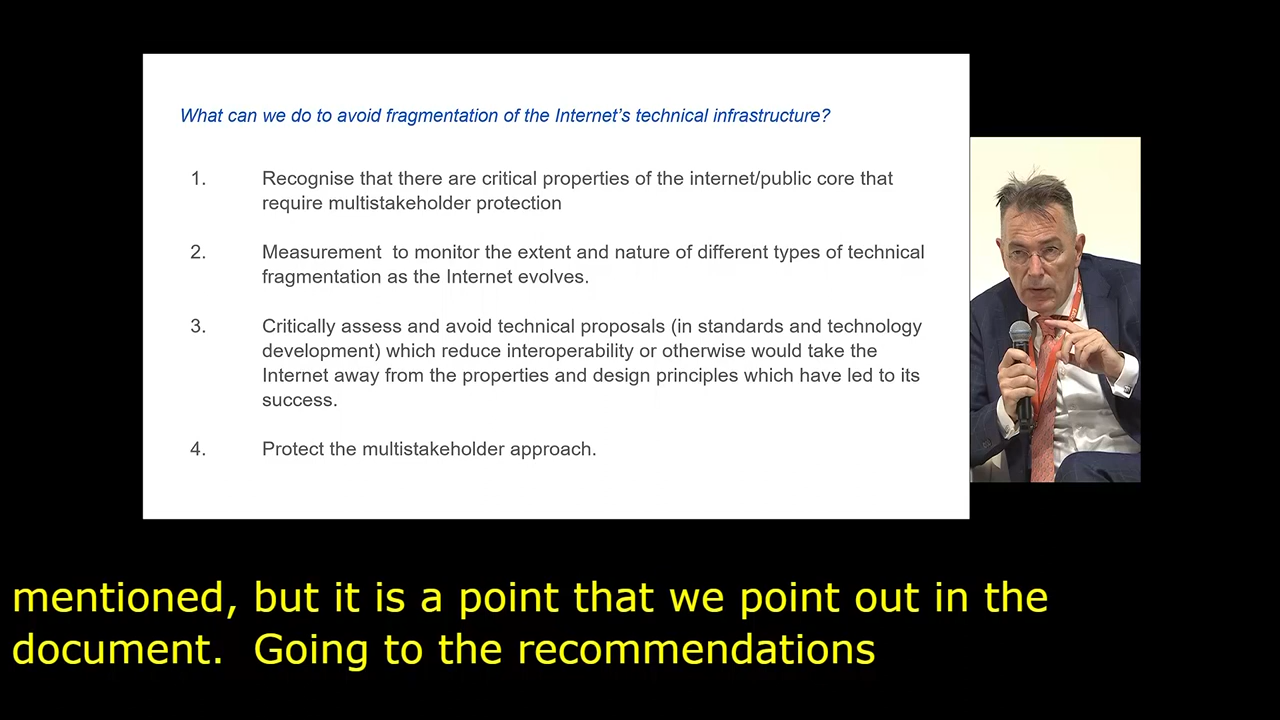 What can we do to avoid fragmentation of the Internet’s technical infrastructure?
1. Recognise that there are critical properties of the internet/public core that
require multistakeholder protection
2. Measurement  to monitor the extent and nature of different types of technical
fragmentation as the Internet evolves.
3. Critically assess and avoid technical proposals (in standards and technology
development) which reduce interoperability or otherwise would take the
Internet away from the properties and design principles which have led to its
success.
4. Protect the multistakeholder approach.
mentioned, but it is a point that we point out in the
document.  Going to the recommendations